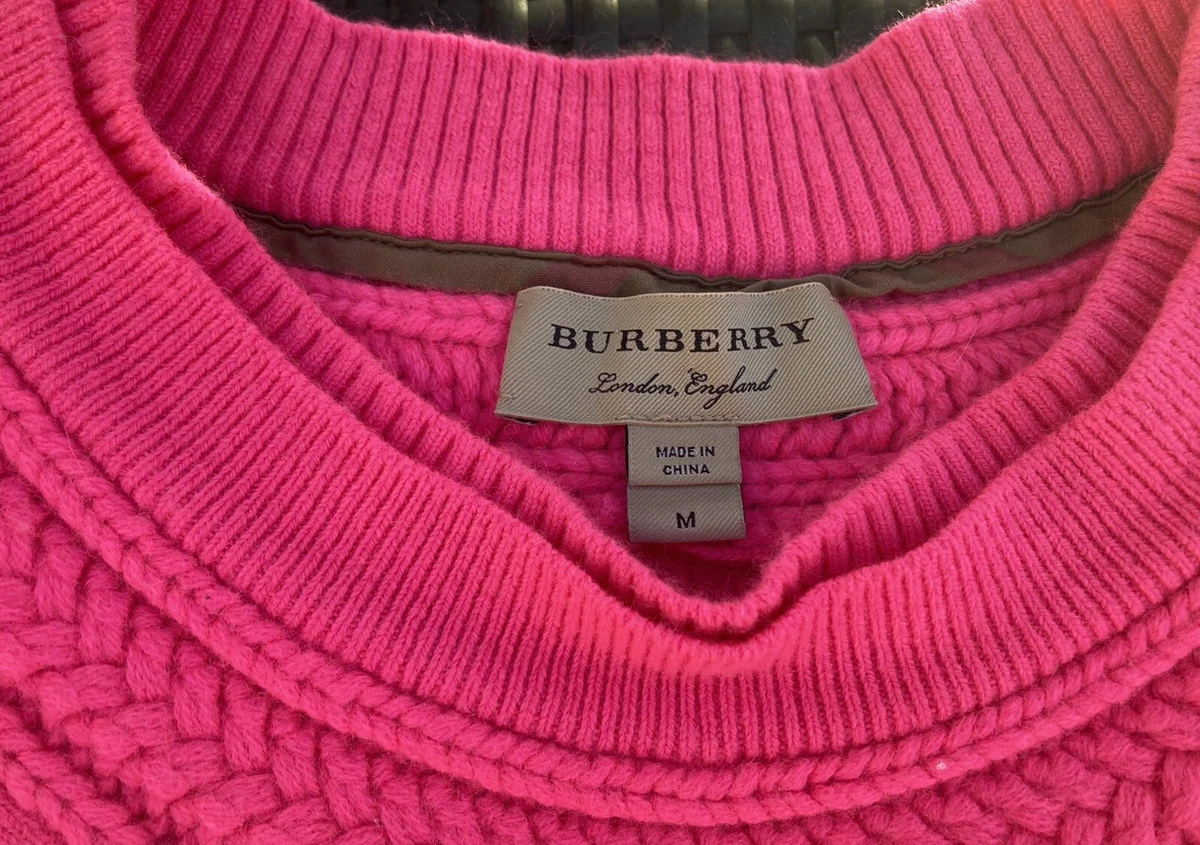 BURBERRY
London, England
MADE IN
CHINA
M